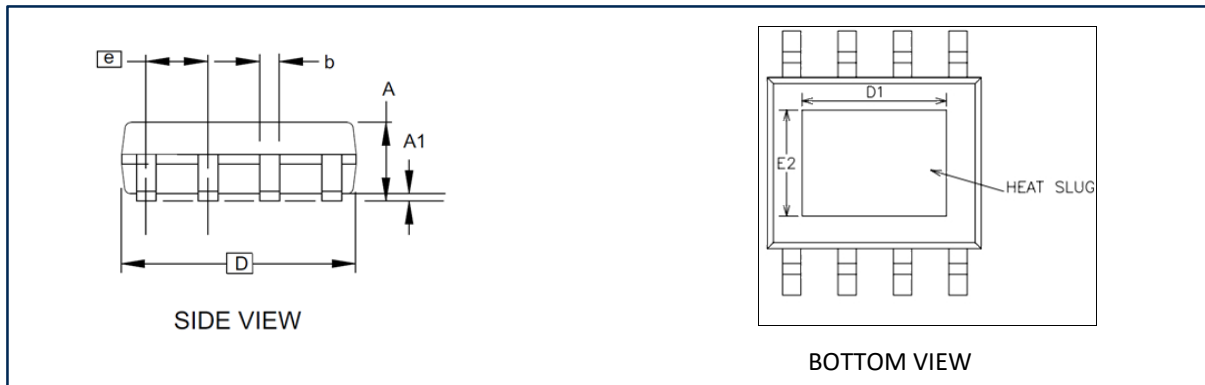 e
b
A
A1
D
SIDE VIEW
D1
E2
HEAT SLUG
BOTTOM VIEW